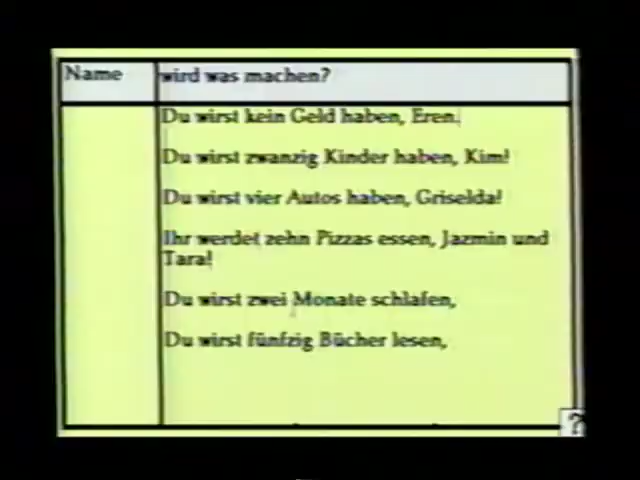 Name wird was machen?
Du wirst kein Geld haben, Eren.
Du wirst zwanzig Kinder haben, Kim!
Du wirst vier Autos haben, Griselda!
Ihr werdet zehn Pizzas essen, Jazmin und
Tara!
Du wirst zwei Monate schlafen,
Du wirst fünfzig Bücher lesen,
?